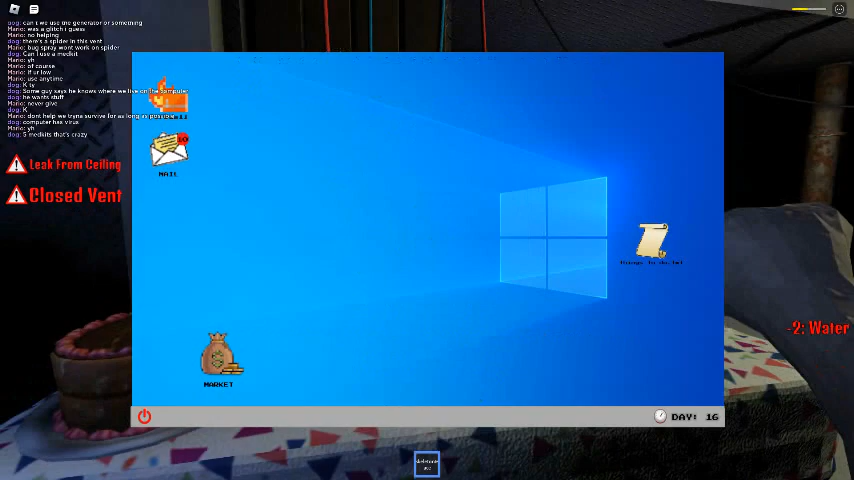 dog: can't we use the generator or something
Mario: was a glitch i guess
Mario: no helping
dog: there's a spider in this vent
Mario: bug spray wont work on spider
dog: Can I use a medkit
Mario: yh
Mario: of course
Mario: if ur low
Mario: use anytime
dog: K ty
dog: Some guy says he knows where we live on the computer
dog: he wants stuff
Mario: never give
dog: K
Mario: dont help we tryna survive for as long as possible
dog: computer has virus
Mario: yh
dog: 5 medkits that's crazy
Leak From Ceiling
Closed Vent
MAIL
-2: Water
MARKET
DAY: 16